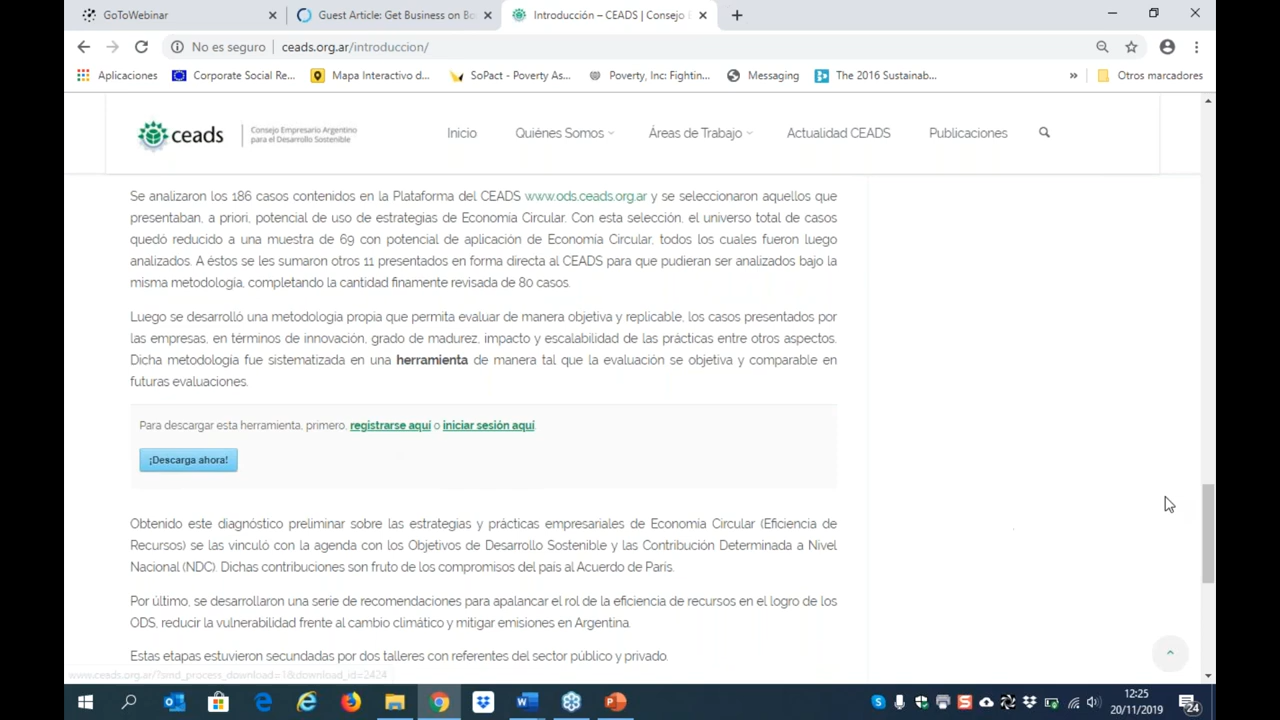 GoToWebinar
Guest Article: Get Business on Bo
Introducción – CEADS | Consejo
No es seguro
ceads.org.ar/introduccion/
Aplicaciones
Corporate Social Re...
Mapa Interactivo d...
SoPact - Poverty As...
Poverty, Inc: Fightin...
Messaging
The 2016 Sustainab...
»
Otros marcadores
ceads
Consejo Empresario Argentino
para el Desarrollo Sostenible
Inicio
Quiénes Somos
Áreas de Trabajo
Actualidad CEADS
Publicaciones
Se analizaron los 186 casos contenidos en la Plataforma del CEADS www.ods.ceads.org.ar y se seleccionaron aquellos que
presentaban, a priori, potencial de uso de estrategias de Economía Circular. Con esta selección, el universo total de casos
quedó reducido a una muestra de 69 con potencial de aplicación de Economía Circular, todos los cuales fueron luego
analizados. A éstos se les sumaron otros 11 presentados en forma directa al CEADS para que pudieran ser analizados bajo la
misma metodología, completando la cantidad finamente revisada de 80 casos.
Luego se desarrolló una metodología propia que permita evaluar de manera objetiva y replicable, los casos presentados por
las empresas, en términos de innovación, grado de madurez, impacto y escalabilidad de las prácticas entre otros aspectos.
Dicha metodología fue sistematizada en una herramienta de manera tal que la evaluación se objetiva y comparable en
futuras evaluaciones.
Para descargar esta herramienta, primero, registrarse aquí o iniciar sesión aquí.
¡Descarga ahora!
Obtenido este diagnóstico preliminar sobre las estrategias y prácticas empresariales de Economía Circular (Eficiencia de
Recursos) se las vinculó con la agenda con los Objetivos de Desarrollo Sostenible y las Contribución Determinada a Nivel
Nacional (NDC). Dichas contribuciones son fruto de los compromisos del país al Acuerdo de París.
Por último, se desarrollaron una serie de recomendaciones para apalancar el rol de la eficiencia de recursos en el logro de los
ODS, reducir la vulnerabilidad frente al cambio climático y mitigar emisiones en Argentina.
Estas etapas estuvieron secundadas por dos talleres con referentes del sector público y privado.
www.ceads.org.ar/?smd_process_download=1&download_id=2424
12:25
20/11/2019
24